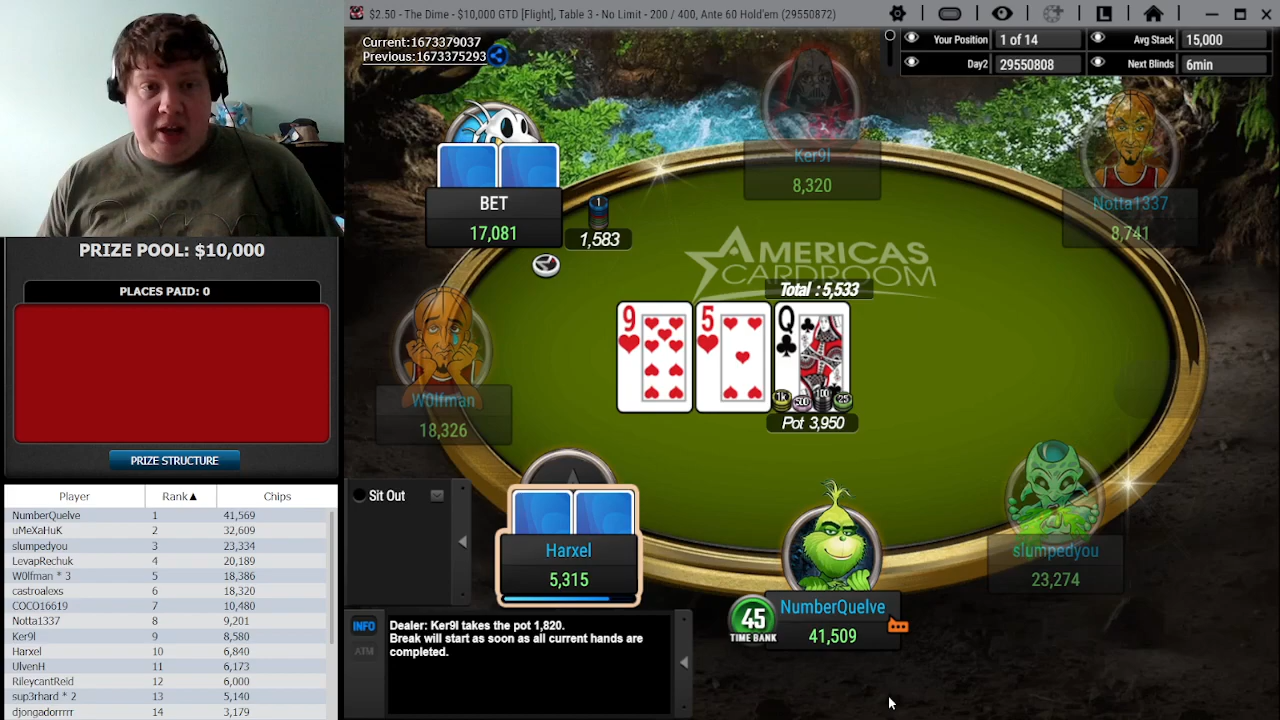 $2.50 - The Dime - $10,000 GTD [Flight], Table 3 - No Limit - 200 / 400, Ante 60 Hold'em (29550872)
L
Current:1673379037
Previous:1673375293
Your Position 1 of 14 Avg Stack 15,000
Day2 29550808 Next Blinds 6min
Ker9l
8,320
Notta1337
8,741
BET
17,081
1
1,583
AMERICAS
CARDROOM
Total : 5,533
9 5 Q
1K 500 100 25
Pot 3,950
W0lfman
18,326
PRIZE POOL: $10,000
PLACES PAID: 0
PRIZE STRUCTURE
Player Rank▲ Chips
NumberQuelve 1 41,569
uMeXaHuK 2 32,609
slumpedyou 3 23,334
LevapRechuk 4 20,189
W0lfman * 3 5 18,386
castroalexs 6 18,320
COCO16619 7 10,480
Notta1337 8 9,201
Ker9l 9 8,580
Harxel 10 6,840
UlvenH 11 6,173
RileycantReid 12 6,000
sup3rhard * 2 13 5,140
djongadorrrrr 14 3,179
Sit Out
Harxel
5,315
slumpedyou
23,274
45
TIME BANK
NumberQuelve
41,509
INFO
ATM
Dealer: Ker9l takes the pot 1,820.
Break will start as soon as all current hands are
completed.